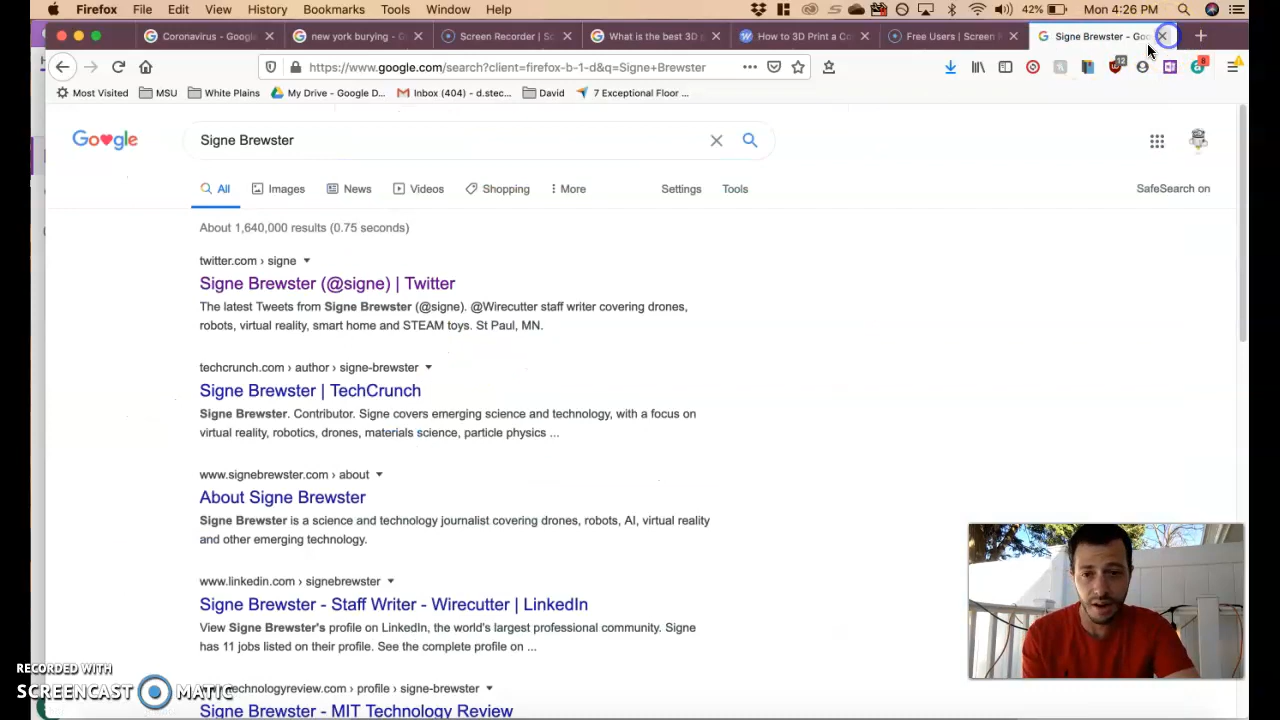 Firefox File Edit View History Bookmarks Tools Window Help 42% Mon 4:26 PM
Coronavirus - Google new york burying - G Screen Recorder | Sc What is the best 3D p How to 3D Print a Co Free Users | Screen R Signe Brewster - Goo
https://www.google.com/search?client=firefox-b-1-d&q=Signe+Brewster 12 8
Most Visited MSU White Plains My Drive - Google D... Inbox (404) - d.stec... David 7 Exceptional Floor ...
Google Signe Brewster
All Images News Videos Shopping More Settings Tools SafeSearch on
About 1,640,000 results (0.75 seconds)
twitter.com › signe
Signe Brewster (@signe) | Twitter
The latest Tweets from Signe Brewster (@signe). @Wirecutter staff writer covering drones,
robots, virtual reality, smart home and STEAM toys. St Paul, MN.
techcrunch.com › author › signe-brewster
Signe Brewster | TechCrunch
Signe Brewster. Contributor. Signe covers emerging science and technology, with a focus on
virtual reality, robotics, drones, materials science, particle physics ...
www.signebrewster.com › about
About Signe Brewster
Signe Brewster is a science and technology journalist covering drones, robots, AI, virtual reality
and other emerging technology.
www.linkedin.com › signebrewster
Signe Brewster - Staff Writer - Wirecutter | LinkedIn
View Signe Brewster's profile on LinkedIn, the world's largest professional community. Signe
has 11 jobs listed on their profile. See the complete profile on ...
technologyreview.com › profile › signe-brewster
Signe Brewster - MIT Technology Review
RECORDED WITH
SCREENCAST MATIC